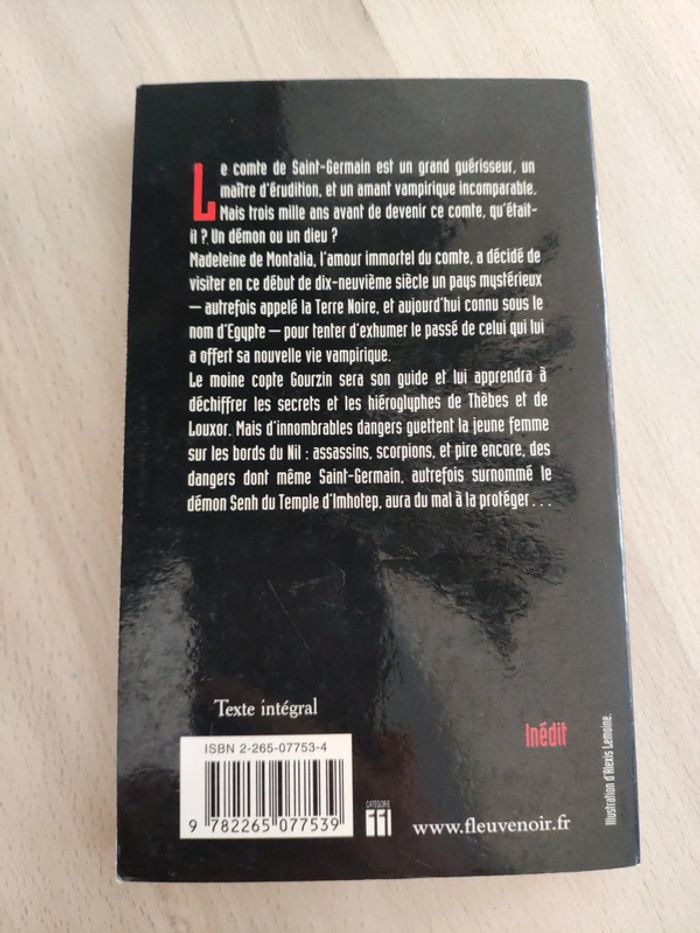 Le comte de Saint-Germain est un grand guérisseur, un
maître d'érudition, et un amant vampirique incomparable.
Mais trois mille ans avant de devenir ce comte, qu'était-
il ? Un démon ou un dieu ?
Madeleine de Montalia, l'amour immortel du comte, a décidé de
visiter en ce début de dix-neuvième siècle un pays mystérieux
— autrefois appelé la Terre Noire, et aujourd'hui connu sous le
nom d'Egypte — pour tenter d'exhumer le passé de celui qui lui
a offert sa nouvelle vie vampirique.
Le moine copte Gourzin sera son guide et lui apprendra à
déchiffrer les secrets et les hiéroglyphes de Thèbes et de
Louxor. Mais d'innombrables dangers guettent la jeune femme
sur les bords du Nil : assassins, scorpions, et pire encore, des
dangers dont même Saint-Germain, autrefois surnommé le
démon Senh du Temple d'Imhotep, aura du mal à la protéger . . .
Texte intégral
Inédit
Illustration d'Alexis Lemoine.
ISBN 2-265-07753-4
9 782265 077539
CATÉGORIE
11
www.fleuvenoir.fr